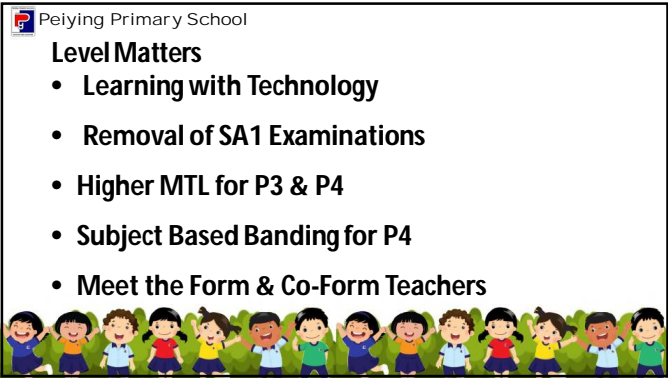 Peiying Primary School
Level Matters
• Learning with Technology
• Removal of SA1 Examinations
• Higher MTL for P3 & P4
• Subject Based Banding for P4
• Meet the Form & Co-Form Teachers